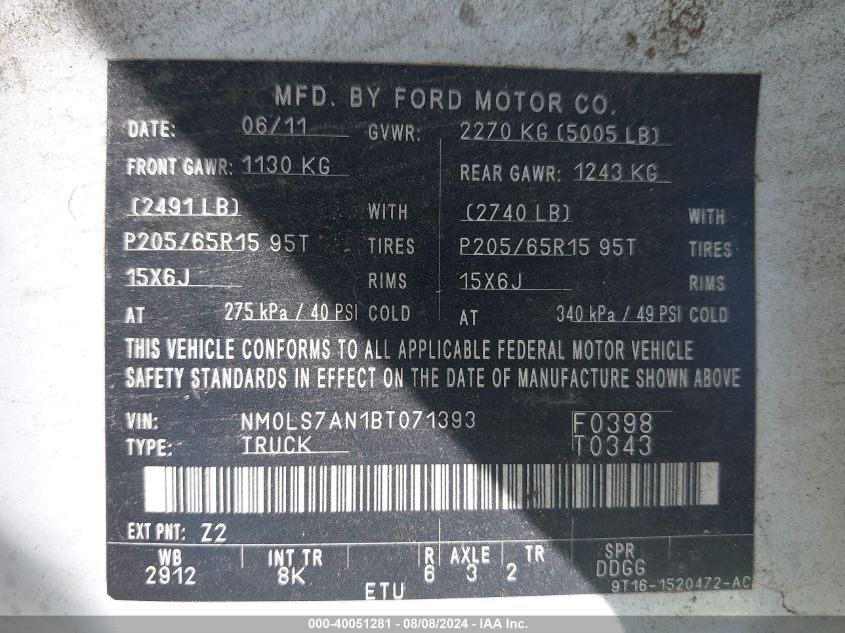 MFD. BY FORD MOTOR CO.
DATE: 06/11 GVWR: 2270 KG (5005 LB)
FRONT GAWR: 1130 KG REAR GAWR: 1243 KG
(2491 LB) WITH (2740 LB) WITH
P205/65R15 95T TIRES P205/65R15 95T TIRES
15X6J RIMS 15X6J RIMS
AT 275 kPa / 40 PSI COLD AT 340 kPa / 49 PSI COLD
THIS VEHICLE CONFORMS TO ALL APPLICABLE FEDERAL MOTOR VEHICLE
SAFETY STANDARDS IN EFFECT ON THE DATE OF MANUFACTURE SHOWN ABOVE
VIN: NM0LS7AN1BT071393 F0398
TYPE: TRUCK T0343
EXT PNT: Z2
WB INT TR R AXLE TR SPR
2912 8K 6 3 2 DDGG
ETU 9T16-1520472-AC
000-40051281 - 08/08/2024 - IAA Inc.